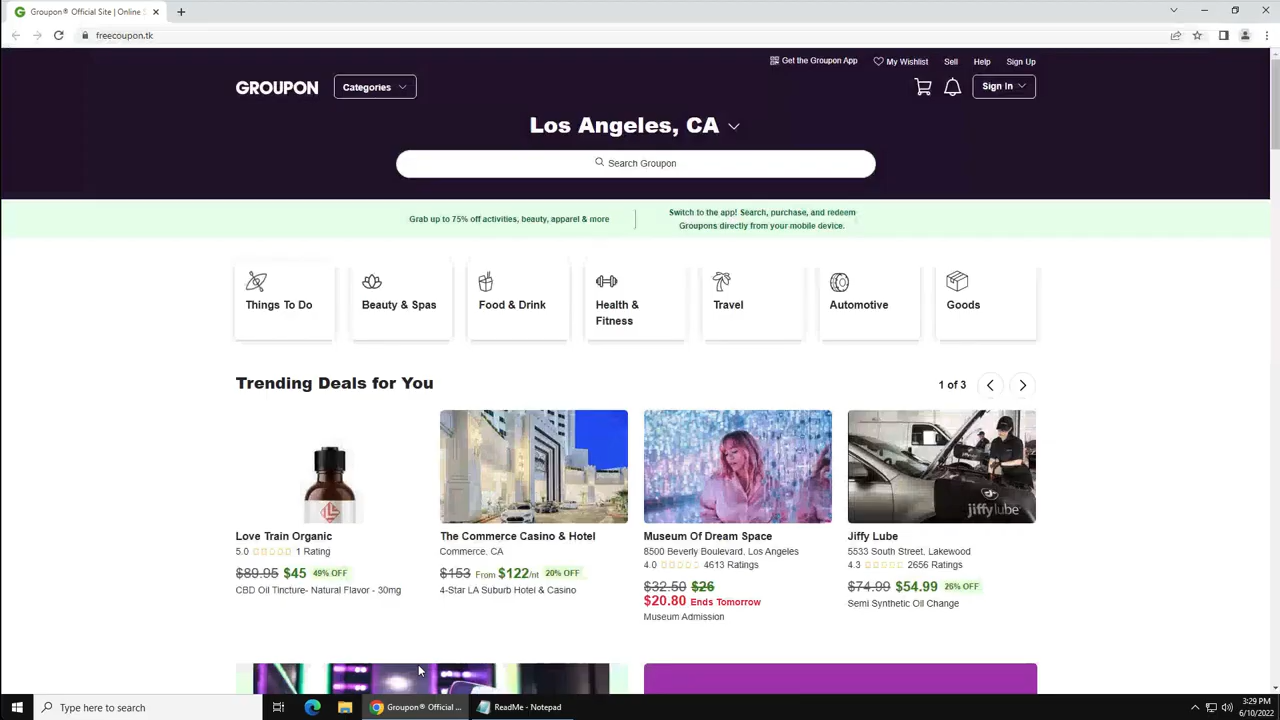 Groupon® Official Site | Online S
freecoupon.tk
Get the Groupon App
My Wishlist
Sell
Help
Sign Up
GROUPON
Categories
Sign In
Los Angeles, CA
Search Groupon
Grab up to 75% off activities, beauty, apparel & more
Switch to the app! Search, purchase, and redeem
Groupons directly from your mobile device.
Things To Do
Beauty & Spas
Food & Drink
Health &
Fitness
Travel
Automotive
Goods
Trending Deals for You
1 of 3
jiffy lube
Love Train Organic
5.0 1 Rating
$89.95 $45 49% OFF
CBD Oil Tincture- Natural Flavor - 30mg
The Commerce Casino & Hotel
Commerce, CA
$153 From $122/nt 20% OFF
4-Star LA Suburb Hotel & Casino
Museum Of Dream Space
8500 Beverly Boulevard, Los Angeles
4.0 4613 Ratings
$32.50 $26
$20.80 Ends Tomorrow
Museum Admission
Jiffy Lube
5533 South Street, Lakewood
4.3 2656 Ratings
$74.99 $54.99 26% OFF
Semi Synthetic Oil Change
Type here to search
Groupon® Official ...
ReadMe - Notepad
3:29 PM
6/10/2022